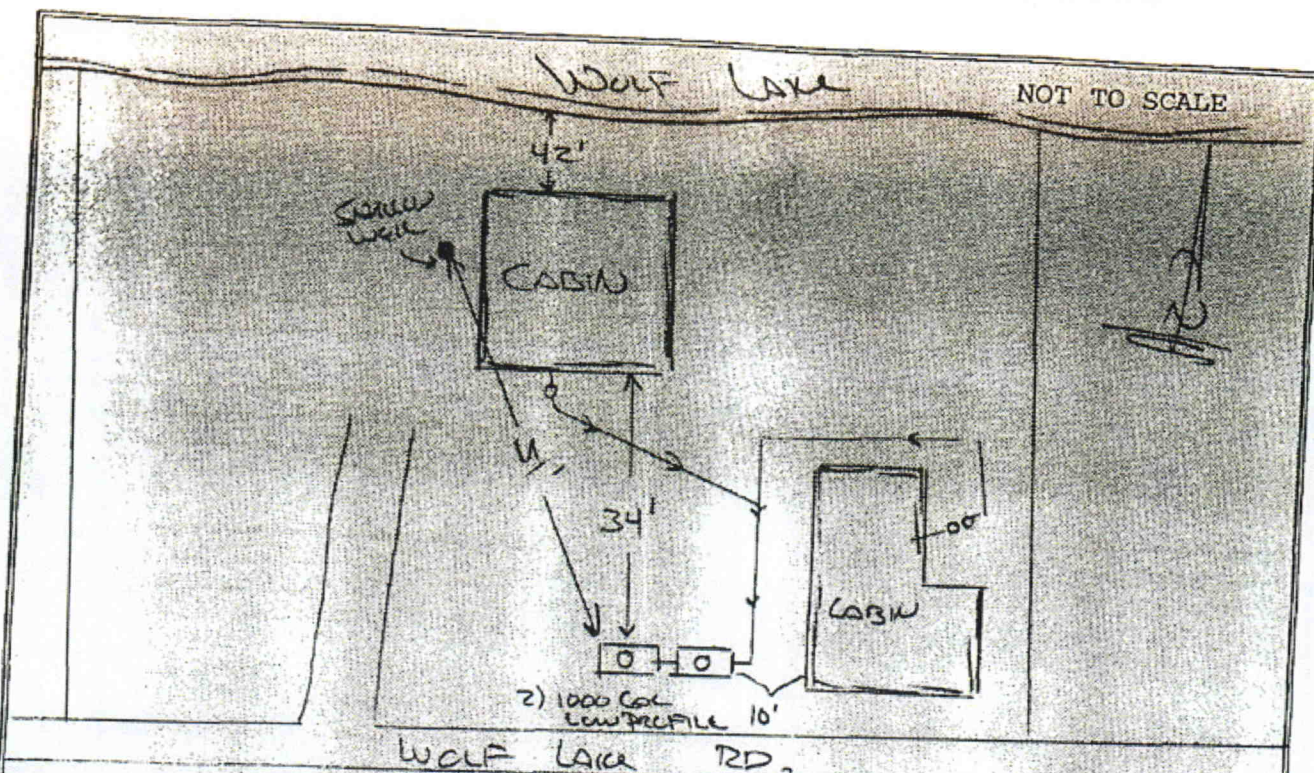 WOLF LAKE
NOT TO SCALE
42'
WELL
CABIN
N
34'
CABIN
2) 1000 GAL
LOW PROFILE 10'
WOLF LAKE RD.